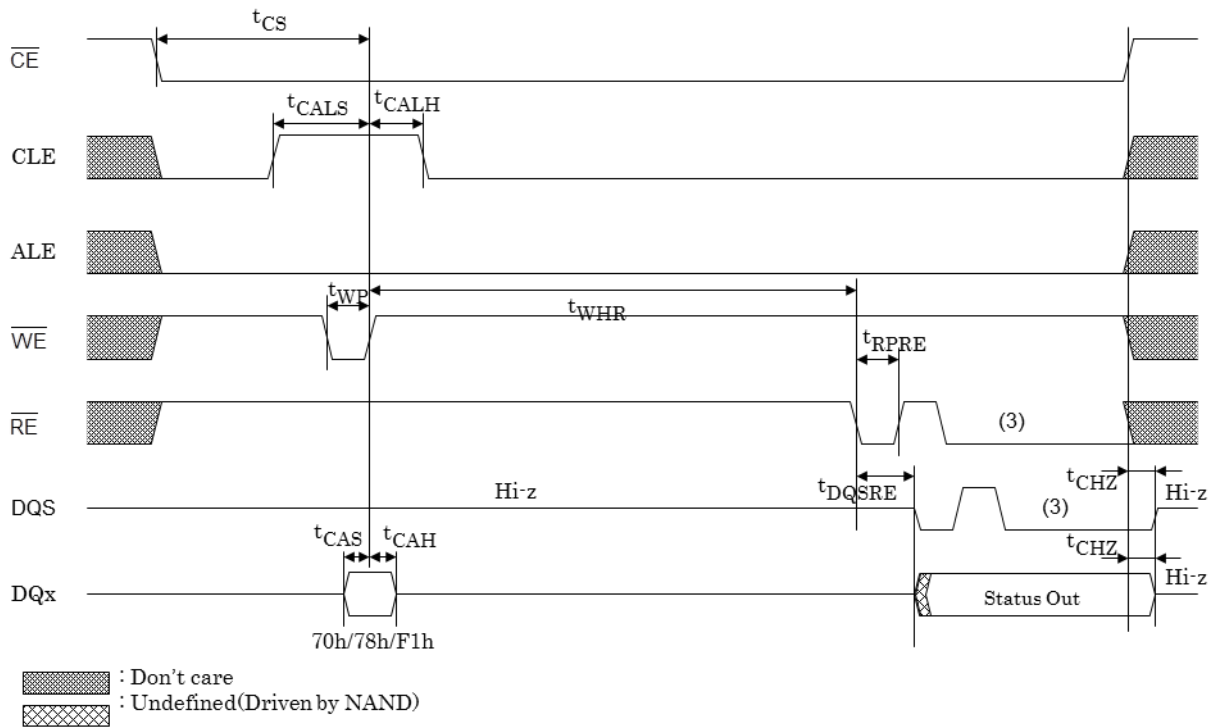 tCS
CE
tCALS
tCALH
CLE
ALE
tWP
tWHR
WE
tRPRE
RE
(3)
tDQSRE
tCHZ
Hi-z
Hi-z
DQS
(3)
tCAS
tCAH
tCHZ
Hi-z
DQx
Status Out
70h/78h/F1h
: Don't care
: Undefined(Driven by NAND)